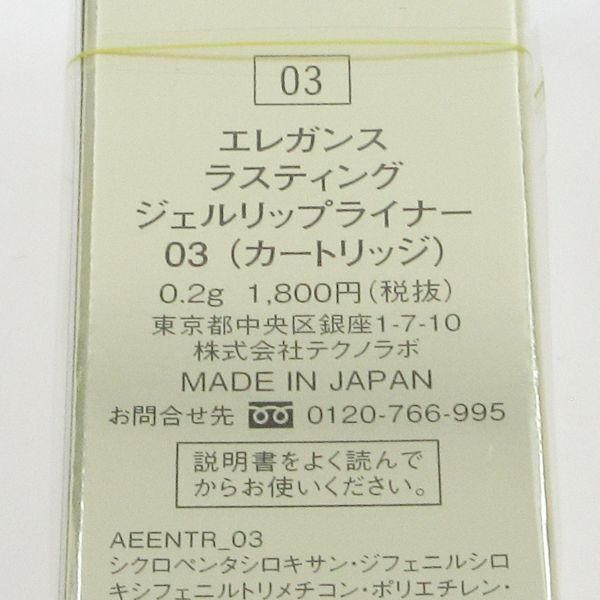 03
エレガンス
ラスティング
ジェルリップライナー
03（カートリッジ）
0.2g 1,800円（税抜）
東京都中央区銀座1-7-10
株式会社テクノラボ
MADE IN JAPAN
お問合せ先 0120-766-995
説明書をよく読んで
からお使いください。
AEENTR_03
シクロペンタシロキサン・ジフェニルシロ
キシフェニルトリメチコン・ポリエチレン・